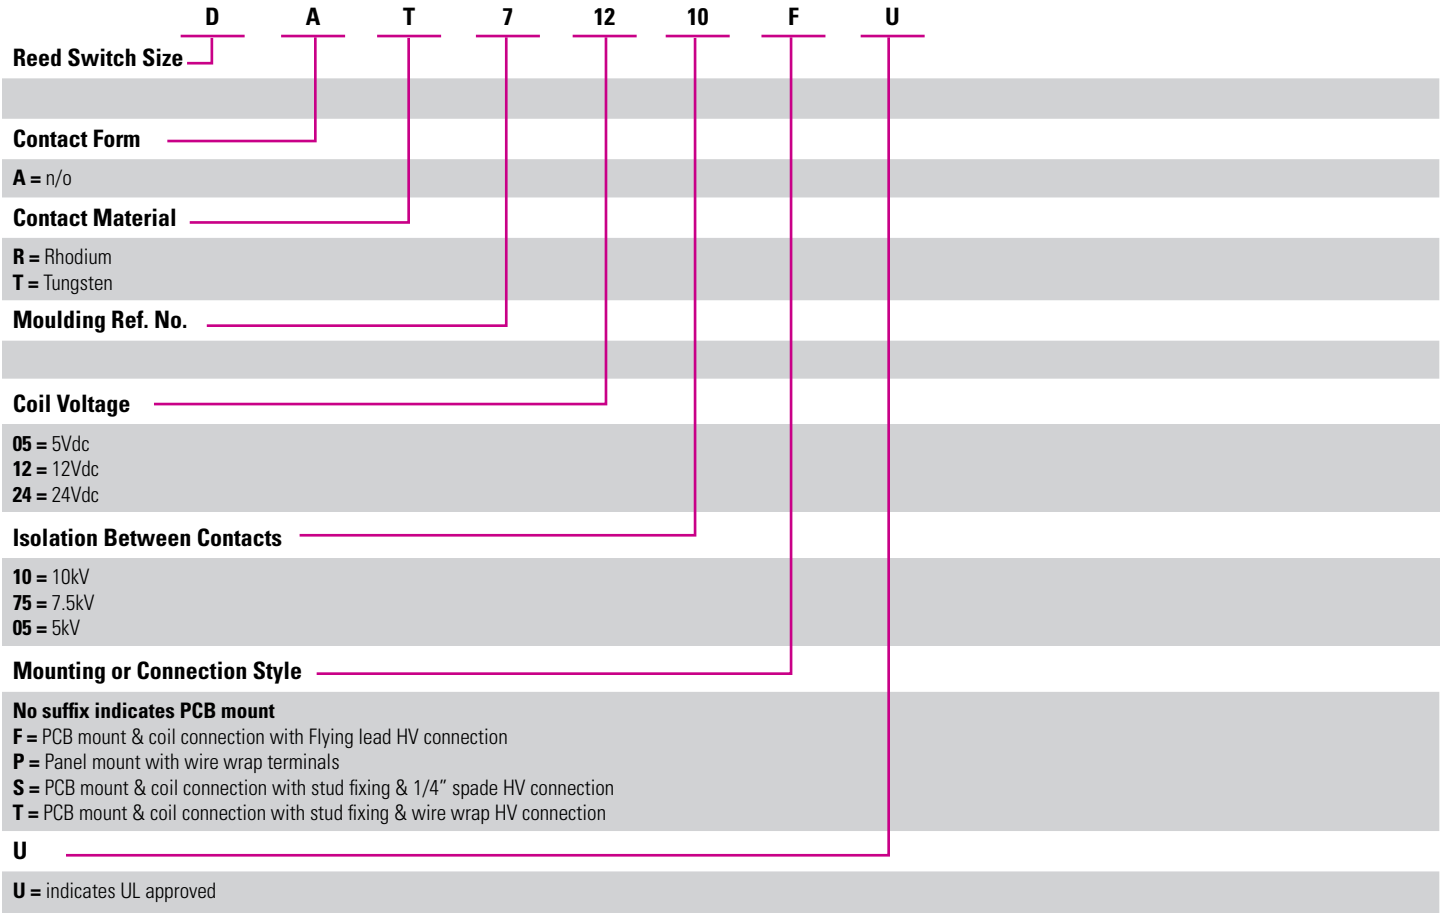 D A T 7 12 10 F U
Reed Switch Size
Contact Form
A = n/o
Contact Material
R = Rhodium
T = Tungsten
Moulding Ref. No.
Coil Voltage
05 = 5Vdc
12 = 12Vdc
24 = 24Vdc
Isolation Between Contacts
10 = 10kV
75 = 7.5kV
05 = 5kV
Mounting or Connection Style
No suffix indicates PCB mount
F = PCB mount & coil connection with Flying lead HV connection
P = Panel mount with wire wrap terminals
S = PCB mount & coil connection with stud fixing & 1/4” spade HV connection
T = PCB mount & coil connection with stud fixing & wire wrap HV connection
U
U = indicates UL approved